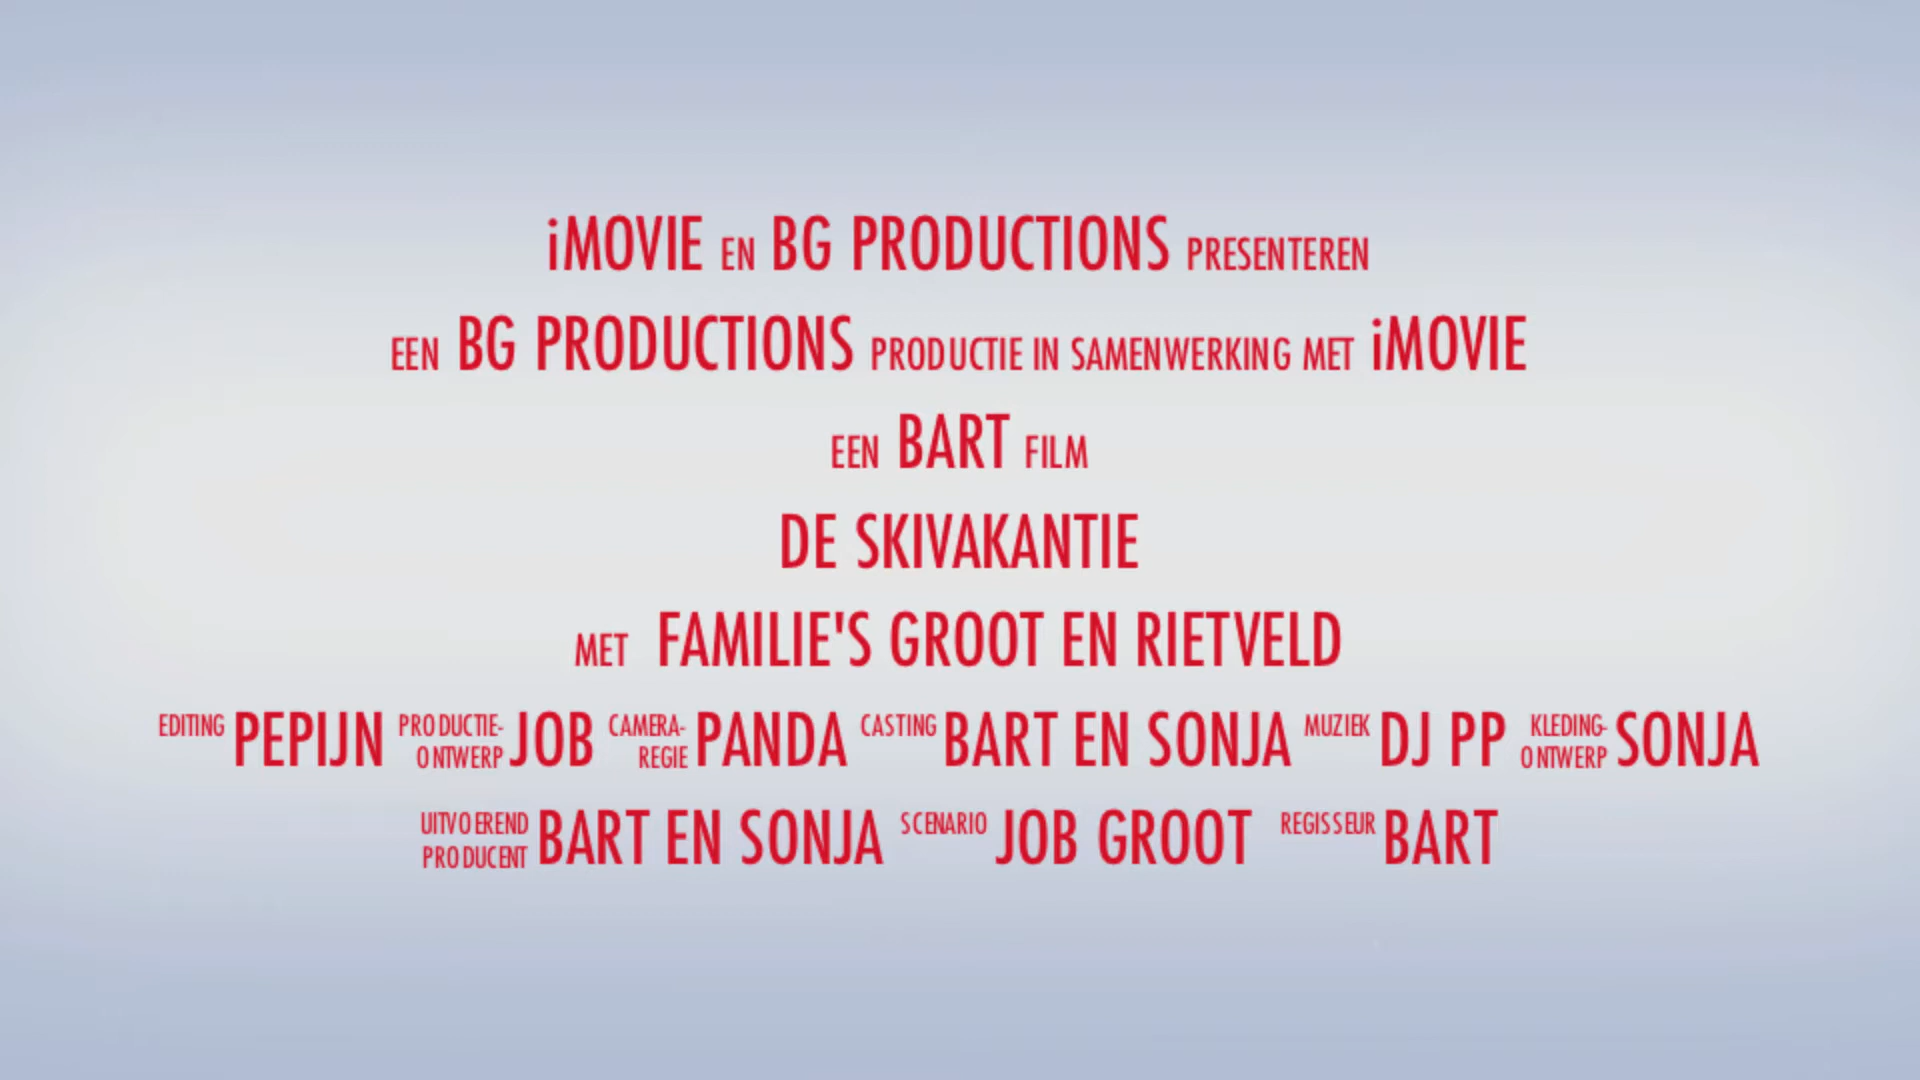 iMOVIE EN BG PRODUCTIONS PRESENTEREN
EEN BG PRODUCTIONS PRODUCTIE IN SAMENWERKING MET iMOVIE
EEN BART FILM
DE SKIVAKANTIE
MET FAMILIE'S GROOT EN RIETVELD
EDITING PEPIJN PRODUCTIE-ONTWERP JOB CAMERA-REGIE PANDA CASTING BART EN SONJA MUZIEK DJ PP KLEDING-ONTWERP SONJA
UITVOEREND PRODUCENT BART EN SONJA SCENARIO JOB GROOT REGISSEUR BART